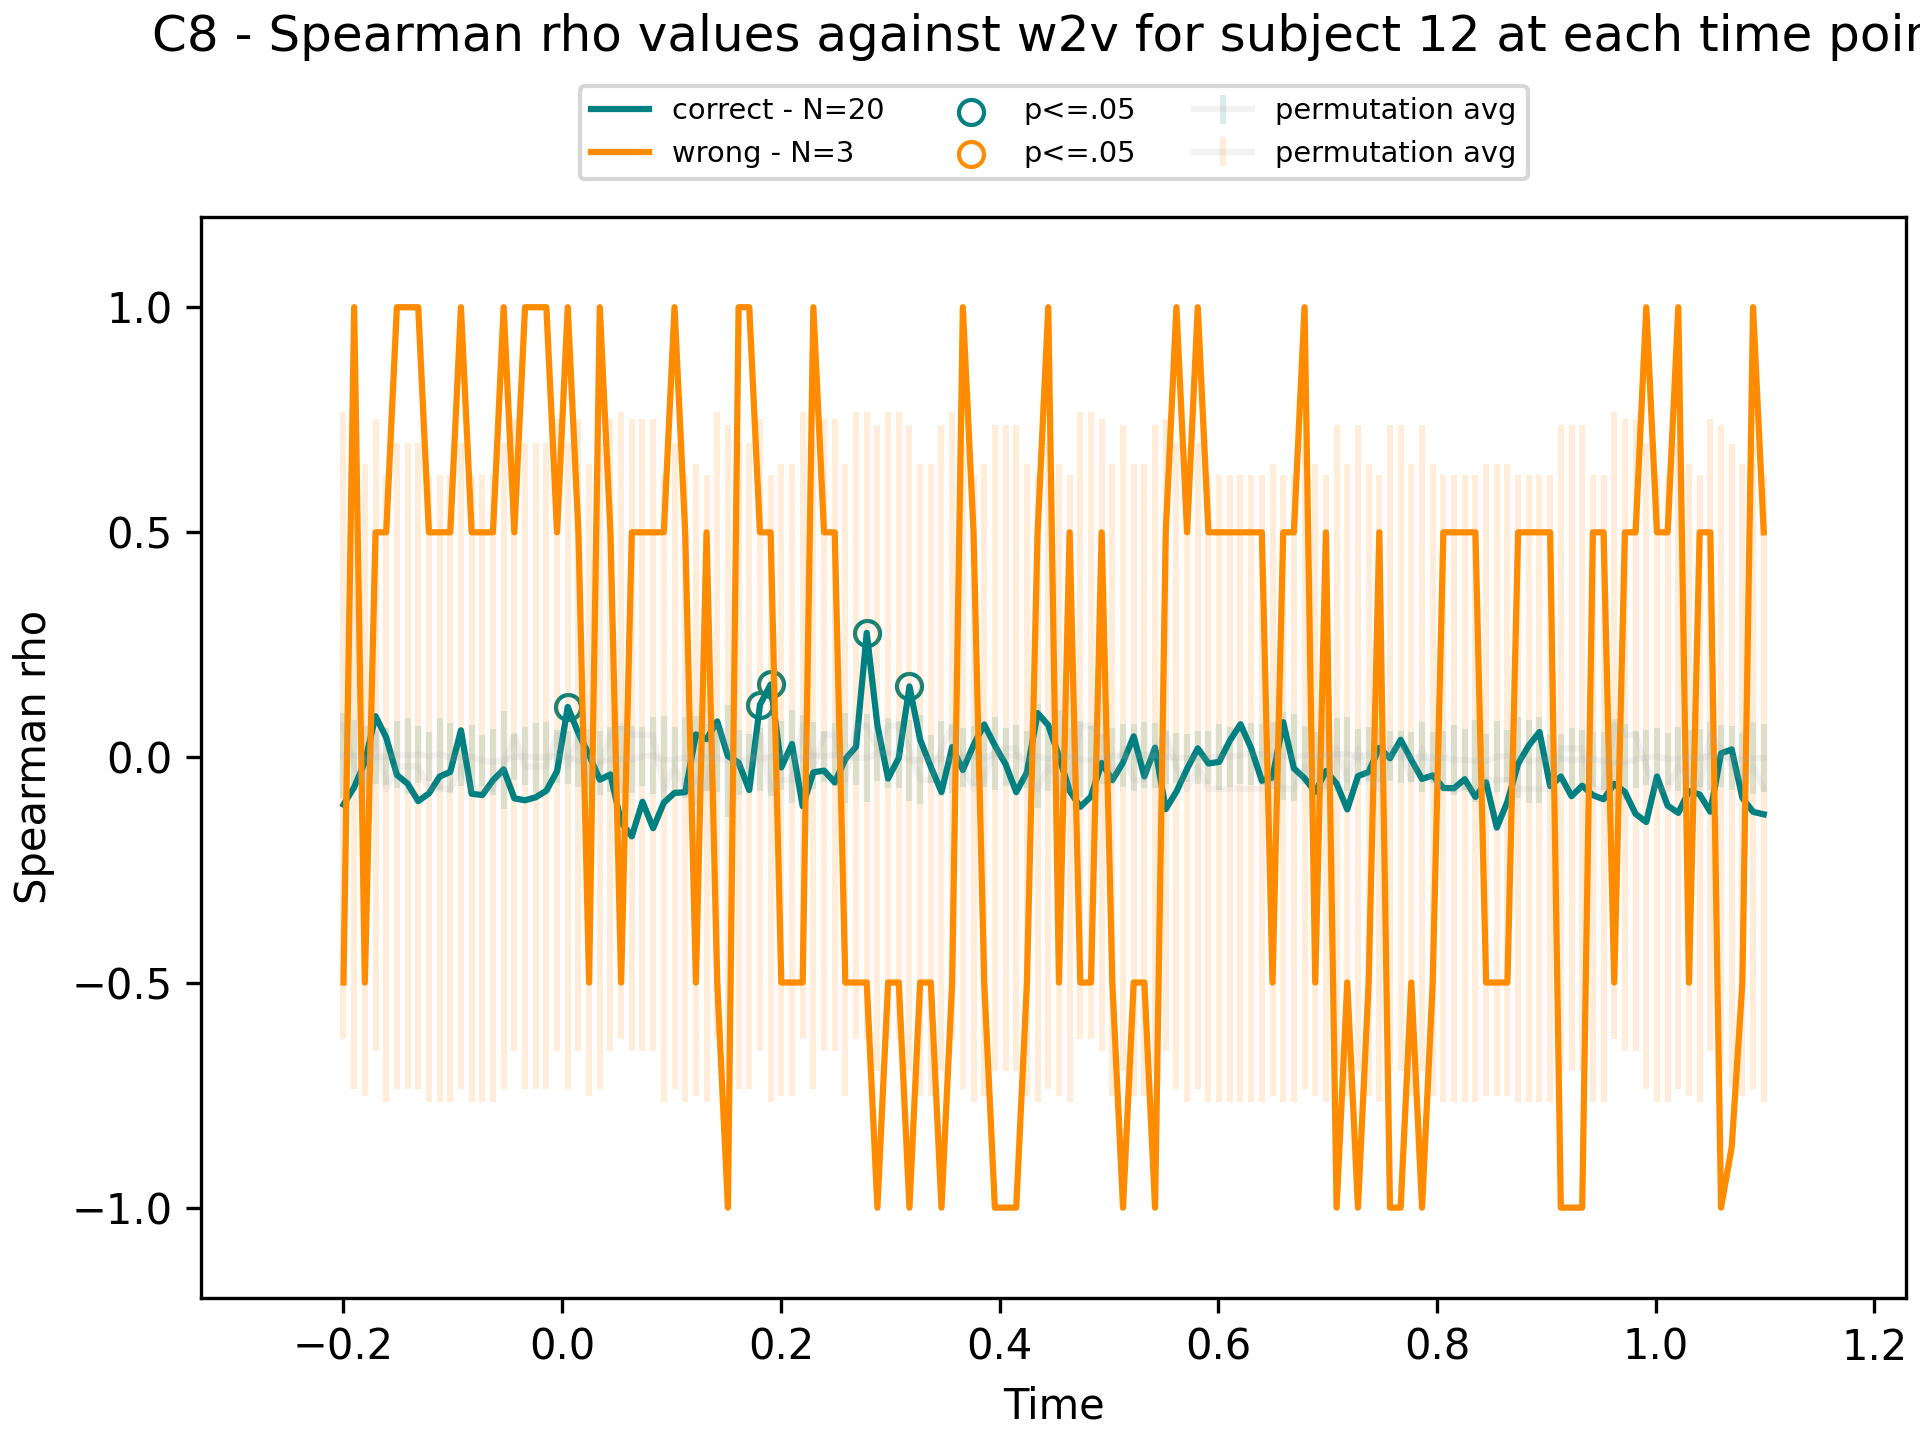 C8 - Spearman rho values against w2v for subject 12 at each time poin
correct - N=20 p<=.05 permutation avg
wrong - N=3 p<=.05 permutation avg
1.0
0.5
0.0
−0.5
−1.0
Spearman rho
−0.2 0.0 0.2 0.4 0.6 0.8 1.0 1.2
Time